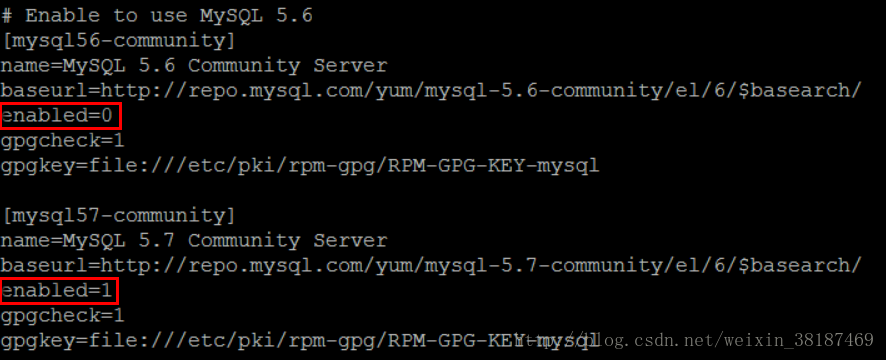 # Enable to use MySQL 5.6
[mysql56-community]
name=MySQL 5.6 Community Server
baseurl=http://repo.mysql.com/yum/mysql-5.6-community/el/6/$basearch/
enabled=0
gpgcheck=1
gpgkey=file:///etc/pki/rpm-gpg/RPM-GPG-KEY-mysql
[mysql57-community]
name=MySQL 5.7 Community Server
baseurl=http://repo.mysql.com/yum/mysql-5.7-community/el/6/$basearch/
enabled=1
gpgcheck=1
gpgkey=file:///etc/pki/rpm-gpg/RPM-GPG-KEY-mysql
http://blog.csdn.net/weixin_38187469